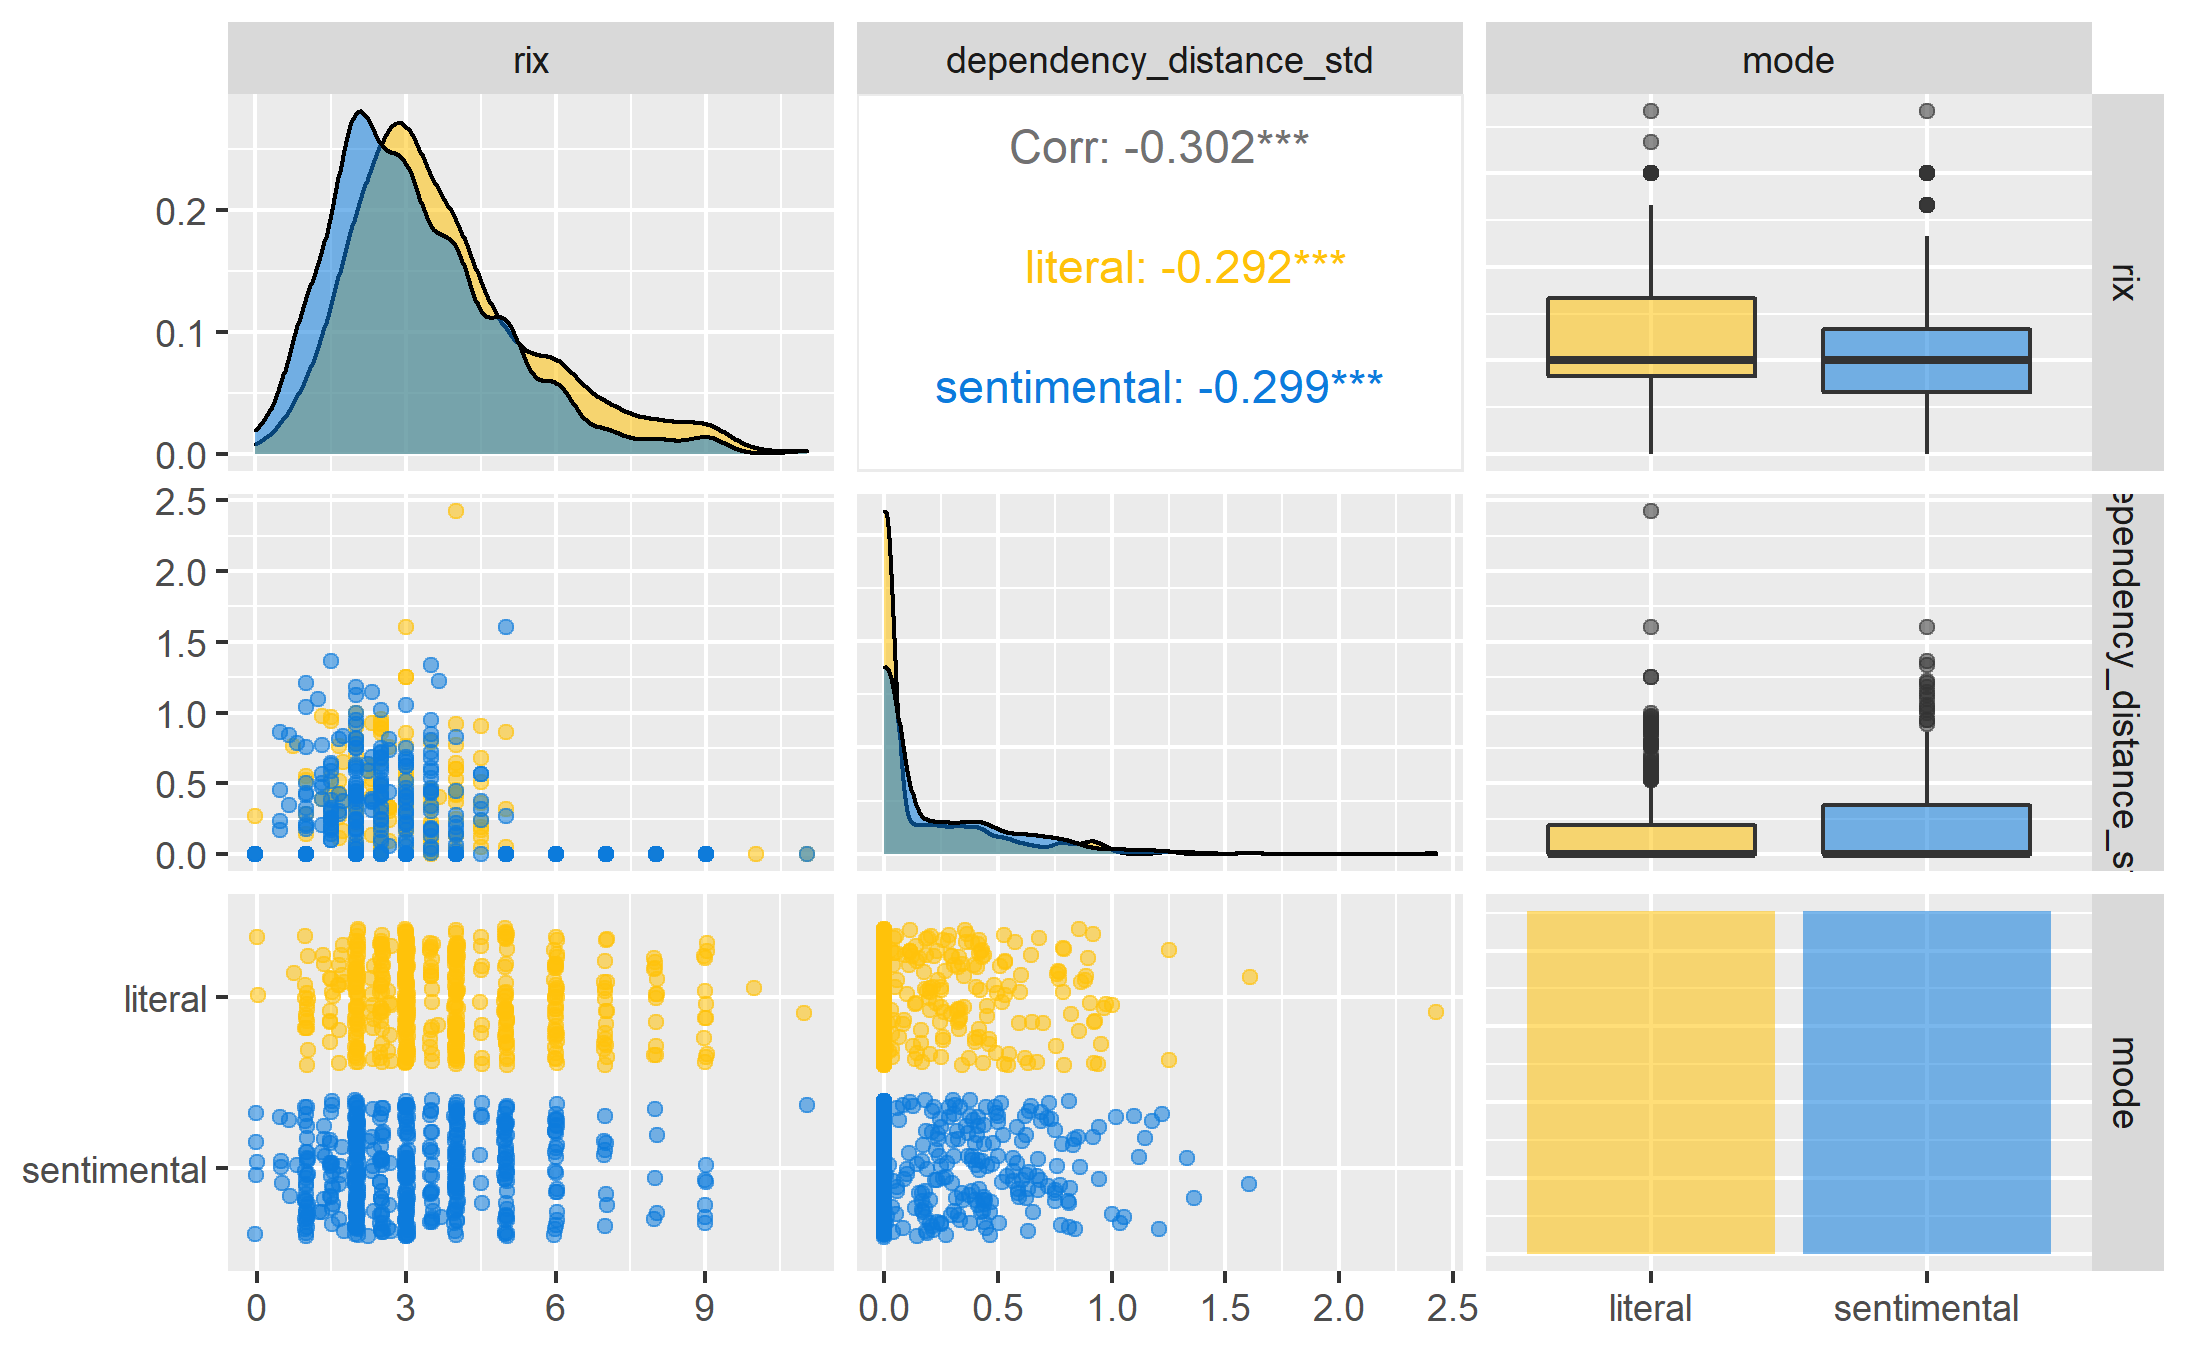 rix
dependency_distance_std
mode
0.2
0.1
0.0
Corr: -0.302***
literal: -0.292***
sentimental: -0.299***
rix
2.5
2.0
1.5
1.0
0.5
0.0
ependency_distance_s
literal
sentimental
mode
0
3
6
9
0.0
0.5
1.0
1.5
2.0
2.5
literal
sentimental